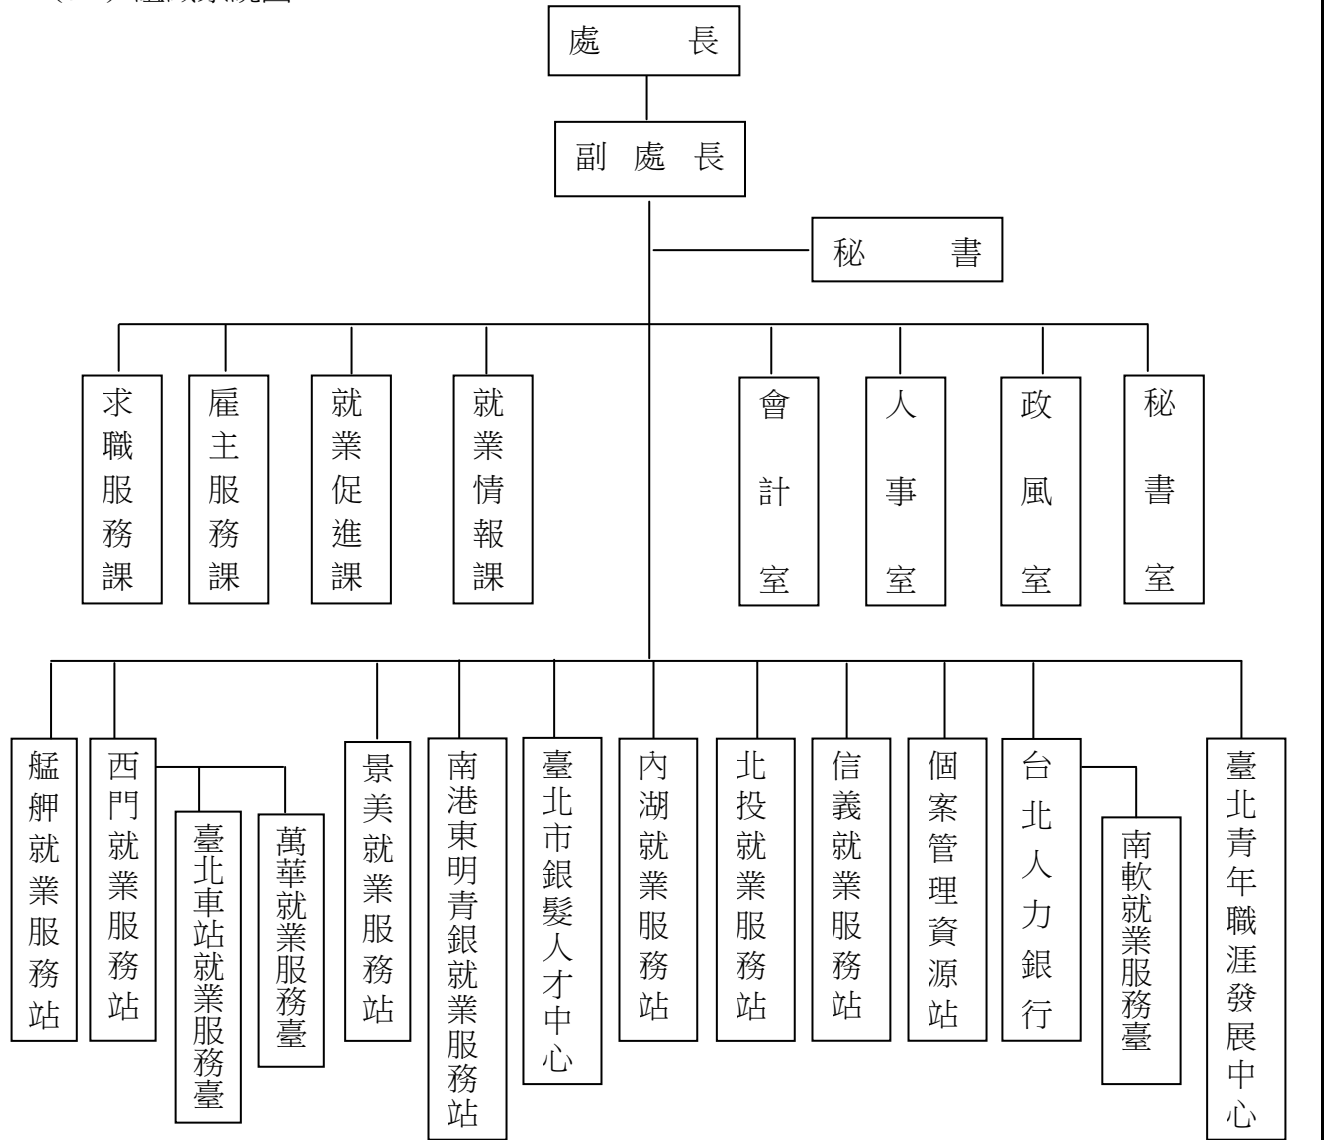 組織系統圖
處 長
副 處 長
秘 書
求職服務課
雇主服務課
就業促進課
就業情報課
會計室
人事室
政風室
秘書室
艋舺就業服務站
西門就業服務站
臺北車站就業服務臺
萬華就業服務臺
景美就業服務站
南港東明青銀就業服務站
臺北市銀髮人才中心
內湖就業服務站
北投就業服務站
信義就業服務站
個案管理資源站
台北人力銀行
南軟就業服務臺
臺北青年職涯發展中心